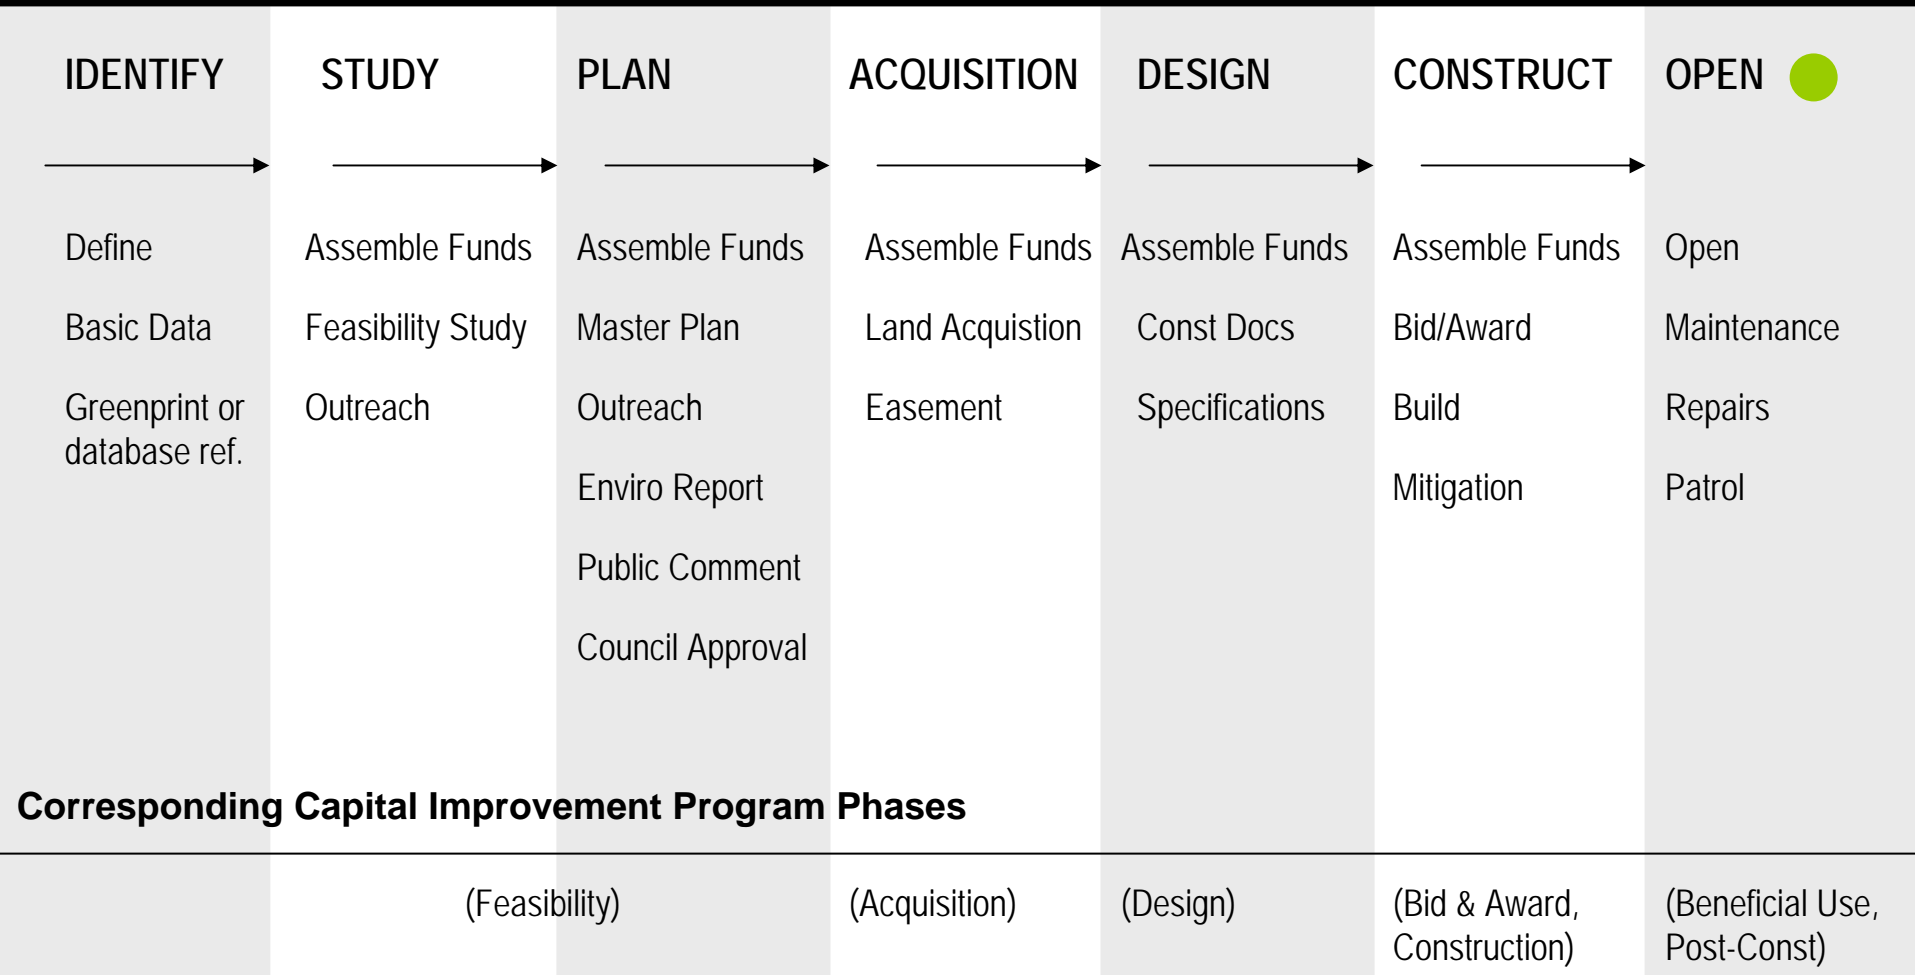 IDENTIFY STUDY PLAN ACQUISITION DESIGN CONSTRUCT OPEN
Define Assemble Funds Assemble Funds Assemble Funds Assemble Funds Assemble Funds Open
Basic Data Feasibility Study Master Plan Land Acquistion Const Docs Bid/Award Maintenance
Greenprint or Outreach Outreach Easement Specifications Build Repairs
database ref.
Enviro Report Mitigation Patrol
Public Comment
Council Approval
Corresponding Capital Improvement Program Phases
(Feasibility) (Acquisition) (Design) (Bid & Award, (Beneficial Use,
Construction) Post-Const)